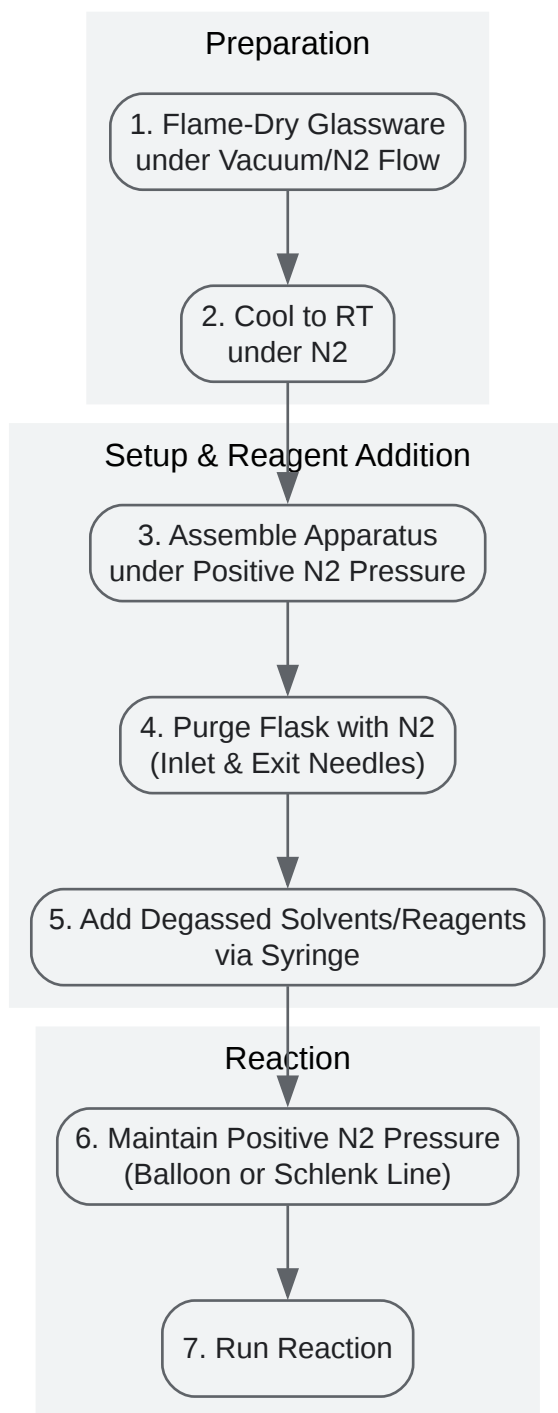 Preparation
1. Flame-Dry Glassware
under Vacuum/N2 Flow
2. Cool to RT
under N2
Setup & Reagent Addition
3. Assemble Apparatus
under Positive N2 Pressure
4. Purge Flask with N2
(Inlet & Exit Needles)
5. Add Degassed Solvents/Reagents
via Syringe
Reaction
6. Maintain Positive N2 Pressure
(Balloon or Schlenk Line)
7. Run Reaction